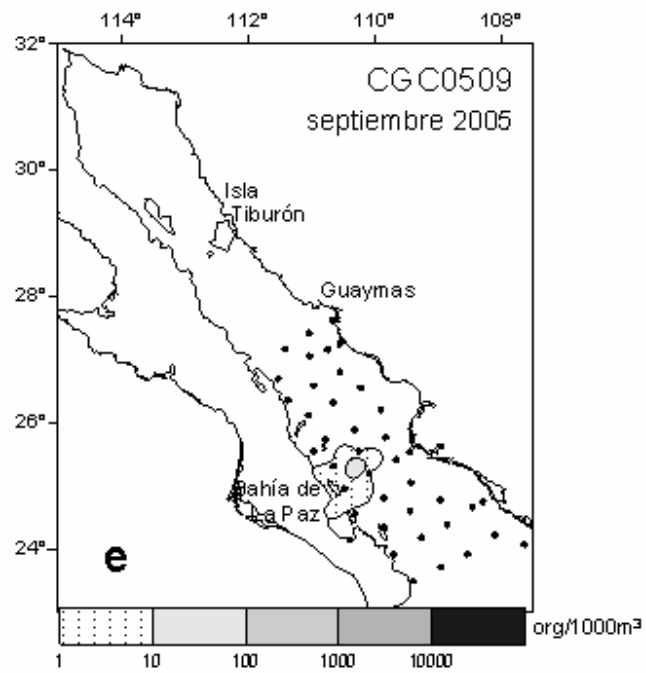 114° 112° 110° 108°
32°
CGC0509
septiembre 2005
30°
Isla
Tiburón
28°
Guaymas
26°
Bahía de
La Paz
24°
e
org/1000m³
1 10 100 1000 10000